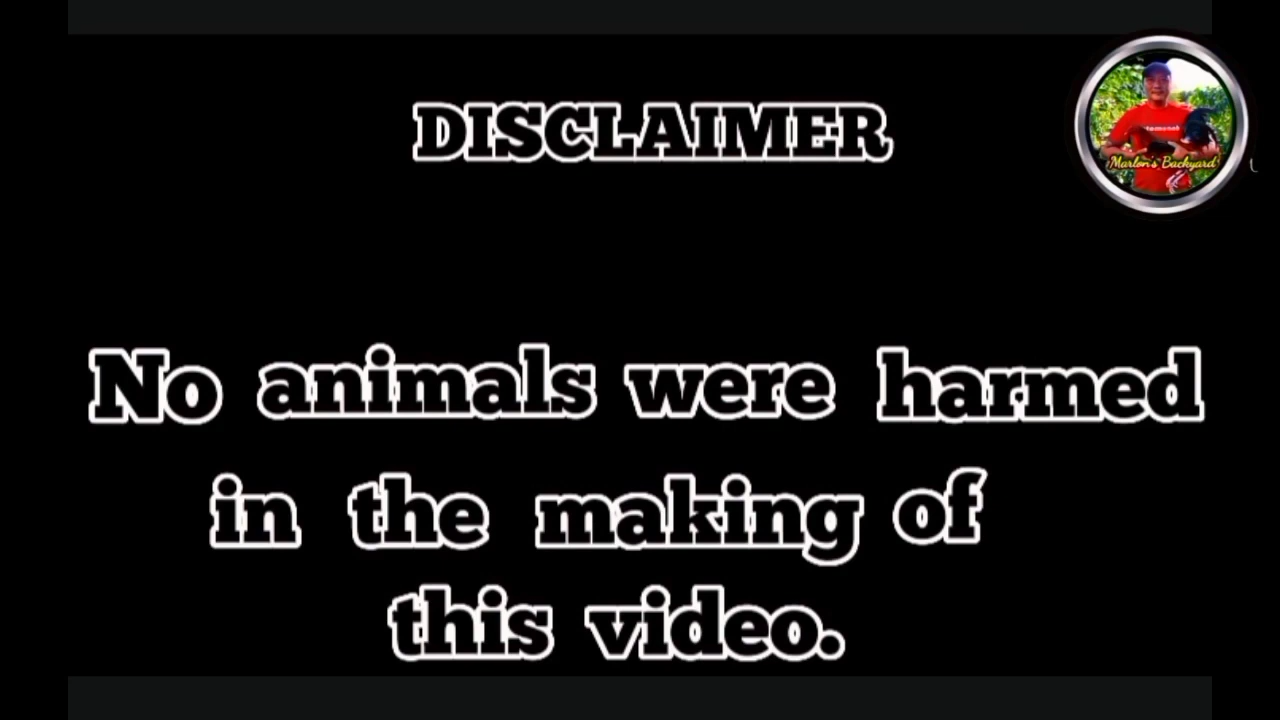 DISCLAIMER
Marlon's Backyard
No animals were harmed
in the making of
this video.